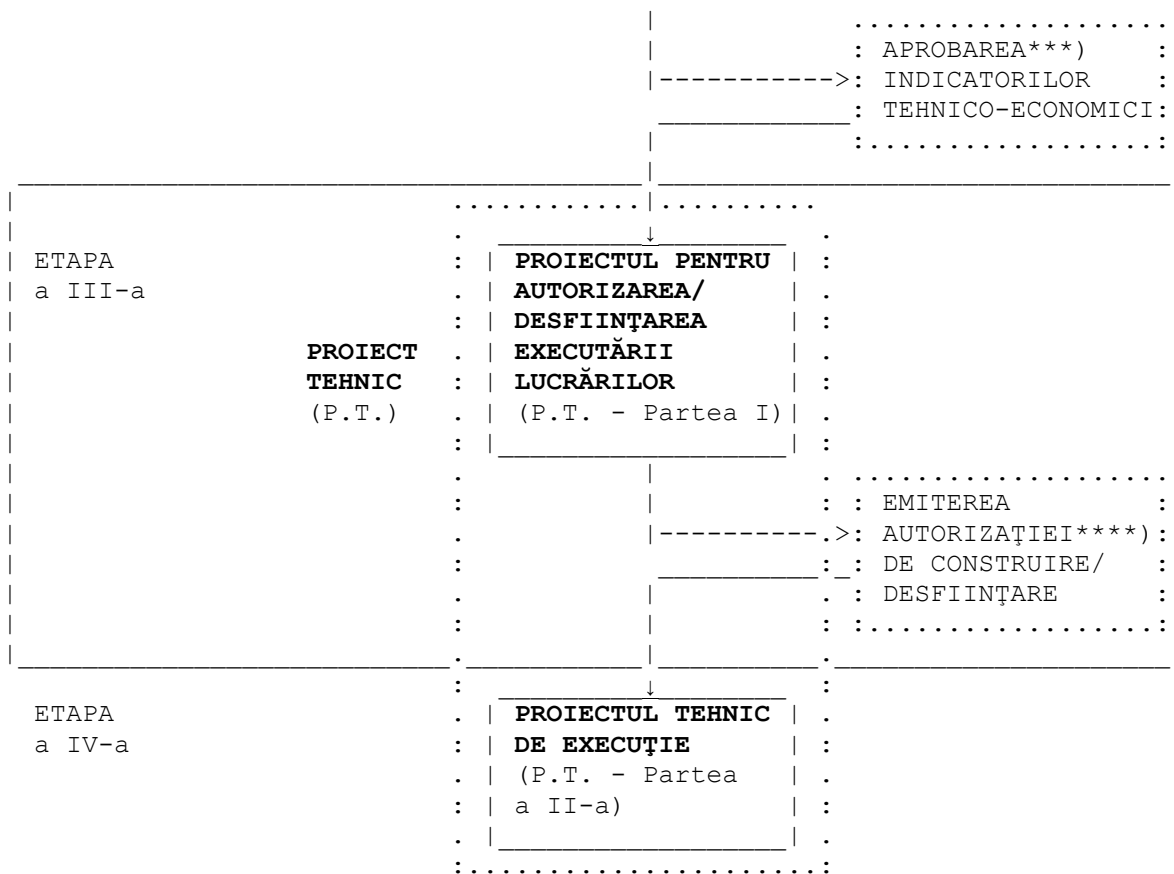 APROBAREA***)
INDICATORILOR
TEHNICO-ECONOMICI
ETAPA
a III-a
PROIECT
TEHNIC
(P.T.)
PROIECTUL PENTRU
AUTORIZAREA/
DESFIINŢAREA
EXECUTĂRII
LUCRĂRILOR
(P.T. - Partea I)
EMITEREA
AUTORIZAŢIEI****)
DE CONSTRUIRE/
DESFIINŢARE
ETAPA
a IV-a
PROIECTUL TEHNIC
DE EXECUŢIE
(P.T. - Partea
a II-a)